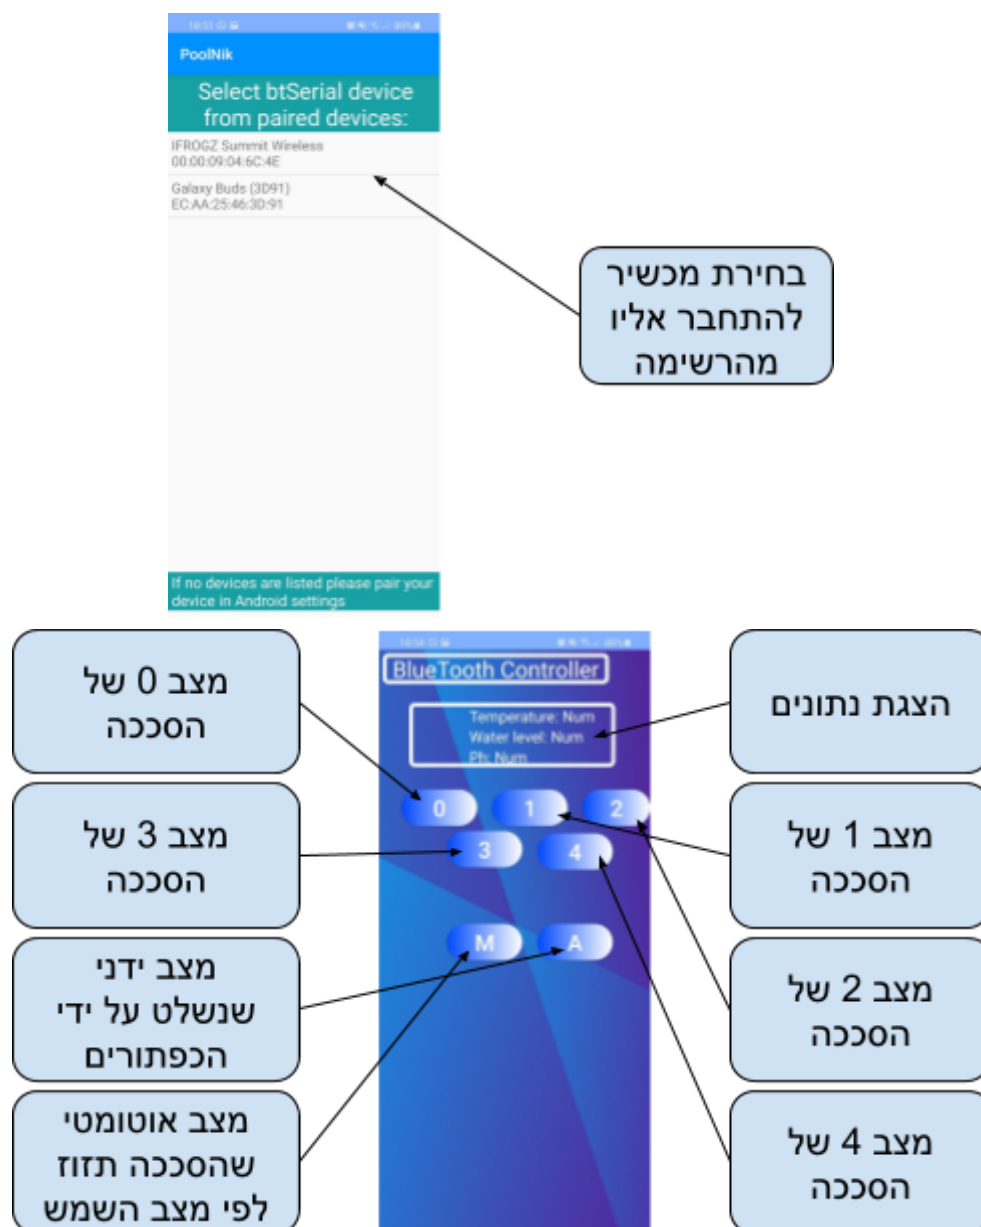 PoolNik
Select btSerial device
from paired devices:
IFROGZ Summit Wireless
00:00:09:04:6C:4E
Galaxy Buds (3D91)
EC:AA:25:46:3D:91
בחירת מכשיר
להתחבר אליו
מהרשימה
If no devices are listed please pair your
device in Android settings
BlueTooth Controller
Temperature: Num
Water level: Num
Ph: Num
0
1
2
3
4
M
A
מצב 0 של
הסככה
מצב 3 של
הסככה
מצב ידני
שנשלט על ידי
הכפתורים
מצב אוטומטי
שהסככה תזוז
לפי מצב השמש
הצגת נתונים
מצב 1 של
הסככה
מצב 2 של
הסככה
מצב 4 של
הסככה